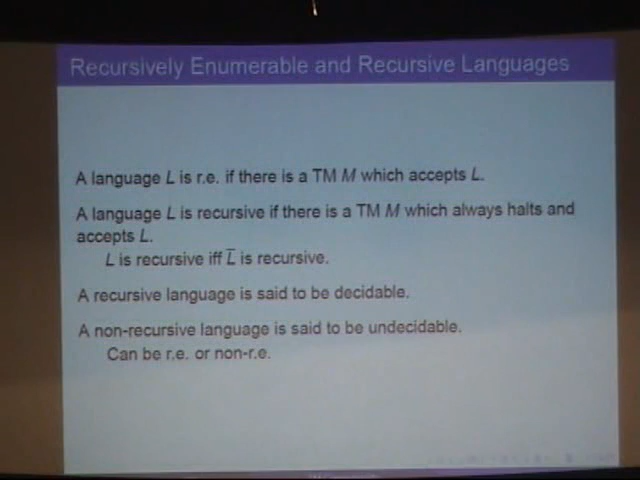 Recursively Enumerable and Recursive Languages
A language L is r.e. if there is a TM M which accepts L.
A language L is recursive if there is a TM M which always halts and
accepts L.
L is recursive iff L̅ is recursive.
A recursive language is said to be decidable.
A non-recursive language is said to be undecidable.
Can be r.e. or non-r.e.